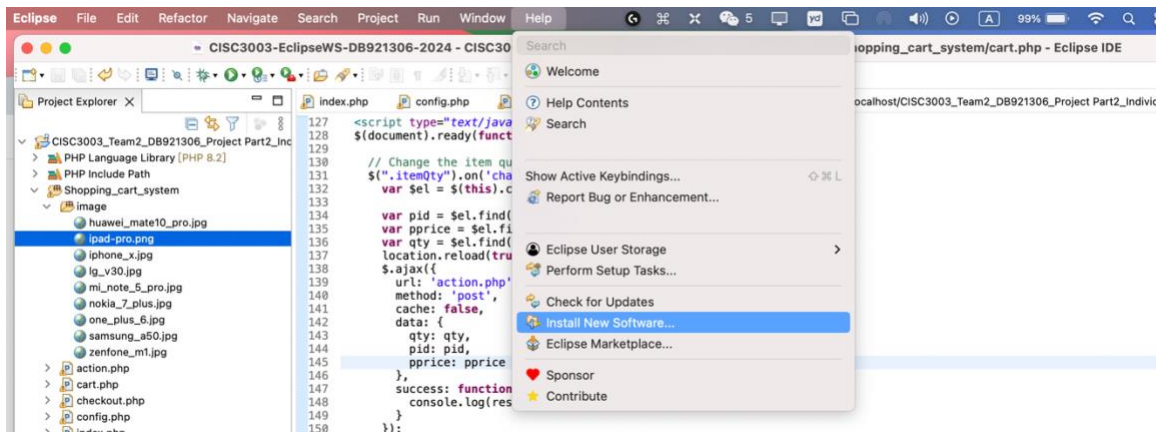 Eclipse File Edit Refactor Navigate Search Project Run Window Help 5 yd A 99%
CISC3003-EclipseWS-DB921306-2024 - CISC30
hopping_cart_system/cart.php - Eclipse IDE
Project Explorer
index.php config.php
ocalhost/CISC3003_Team2_DB921306_Project Part2_Indivic
CISC3003_Team2_DB921306_Project Part2_Inc
PHP Language Library [PHP 8.2]
PHP Include Path
Shopping_cart_system
image
huawei_mate10_pro.jpg
ipad-pro.png
iphone_x.jpg
lg_v30.jpg
mi_note_5_pro.jpg
nokia_7_plus.jpg
one_plus_6.jpg
samsung_a50.jpg
zenfone_m1.jpg
action.php
cart.php
checkout.php
config.php
index.php
127 <script type="text/java
128 $(document).ready(funct
129
130 // Change the item qu
131 $(".itemQty").on('cha
132 var $el = $(this).c
133
134 var pid = $el.find(
135 var pprice = $el.fi
136 var qty = $el.find(
137 location.reload(tru
138 $.ajax({
139 url: 'action.php'
140 method: 'post',
141 cache: false,
142 data: {
143 qty: qty,
144 pid: pid,
145 pprice: pprice
146 },
147 success: function
148 console.log(res
149 }
150 });
Search
Welcome
Help Contents
Search
Show Active Keybindings... ⇧⌘L
Report Bug or Enhancement...
Eclipse User Storage
Perform Setup Tasks...
Check for Updates
Install New Software...
Eclipse Marketplace...
Sponsor
Contribute